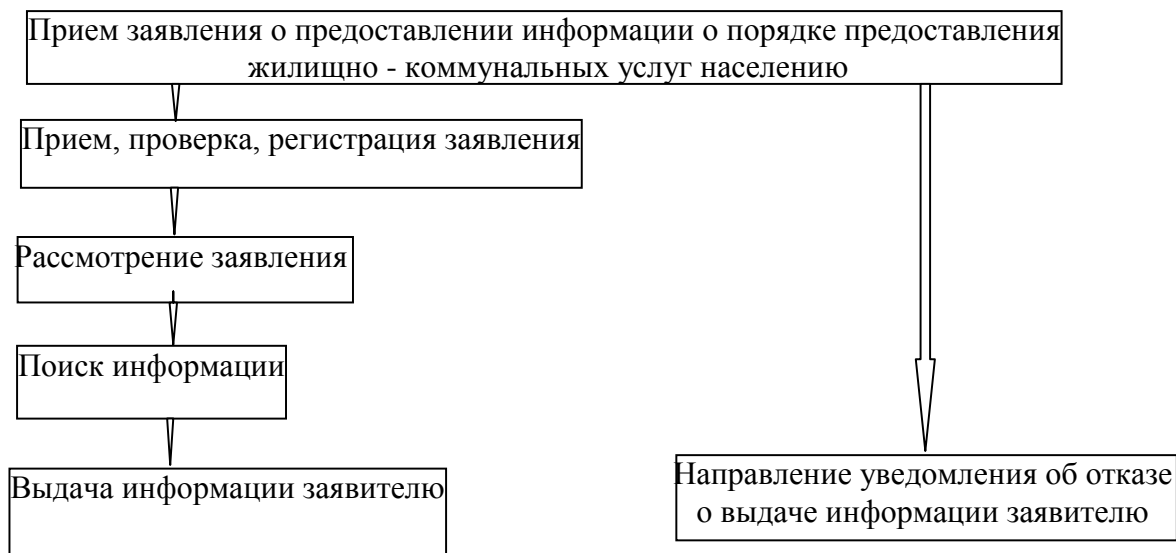 Прием заявления о предоставлении информации о порядке предоставления
жилищно - коммунальных услуг населению
Прием, проверка, регистрация заявления
Рассмотрение заявления
Поиск информации
Выдача информации заявителю
Направление уведомления об отказе
о выдаче информации заявителю